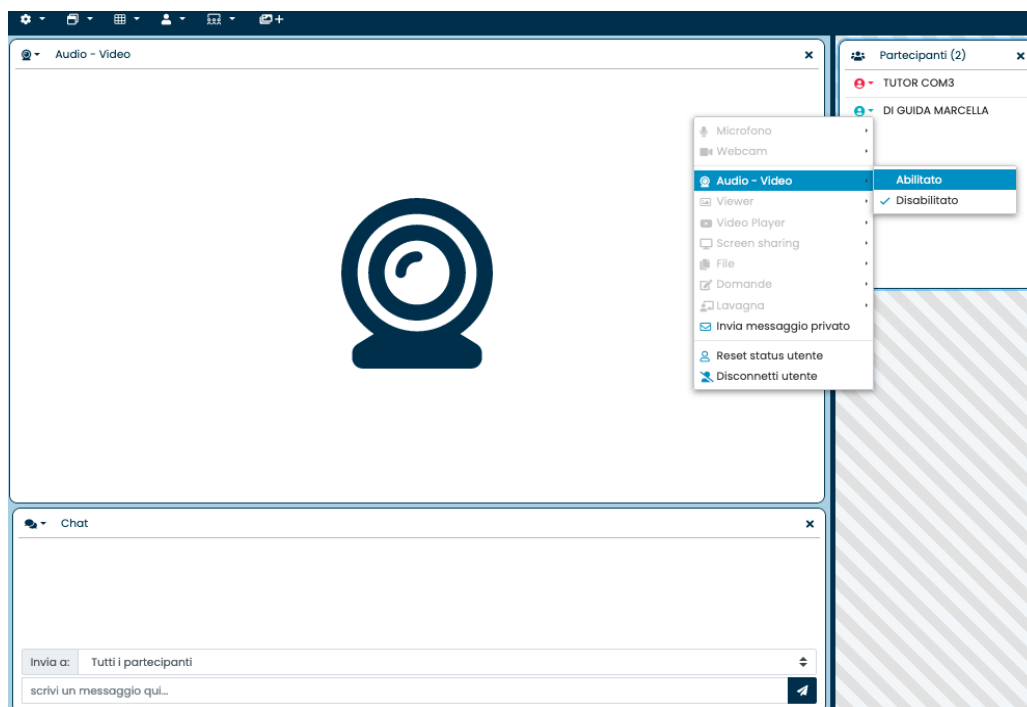 Audio - Video
Partecipanti (2)
TUTOR COM3
DI GUIDA MARCELLA
Microfono
Webcam
Audio - Video
Abilitato
Disabilitato
Viewer
Video Player
Screen sharing
File
Domande
Lavagna
Invia messaggio privato
Reset status utente
Disconnetti utente
Chat
Invia a: Tutti i partecipanti
scrivi un messaggio qui...